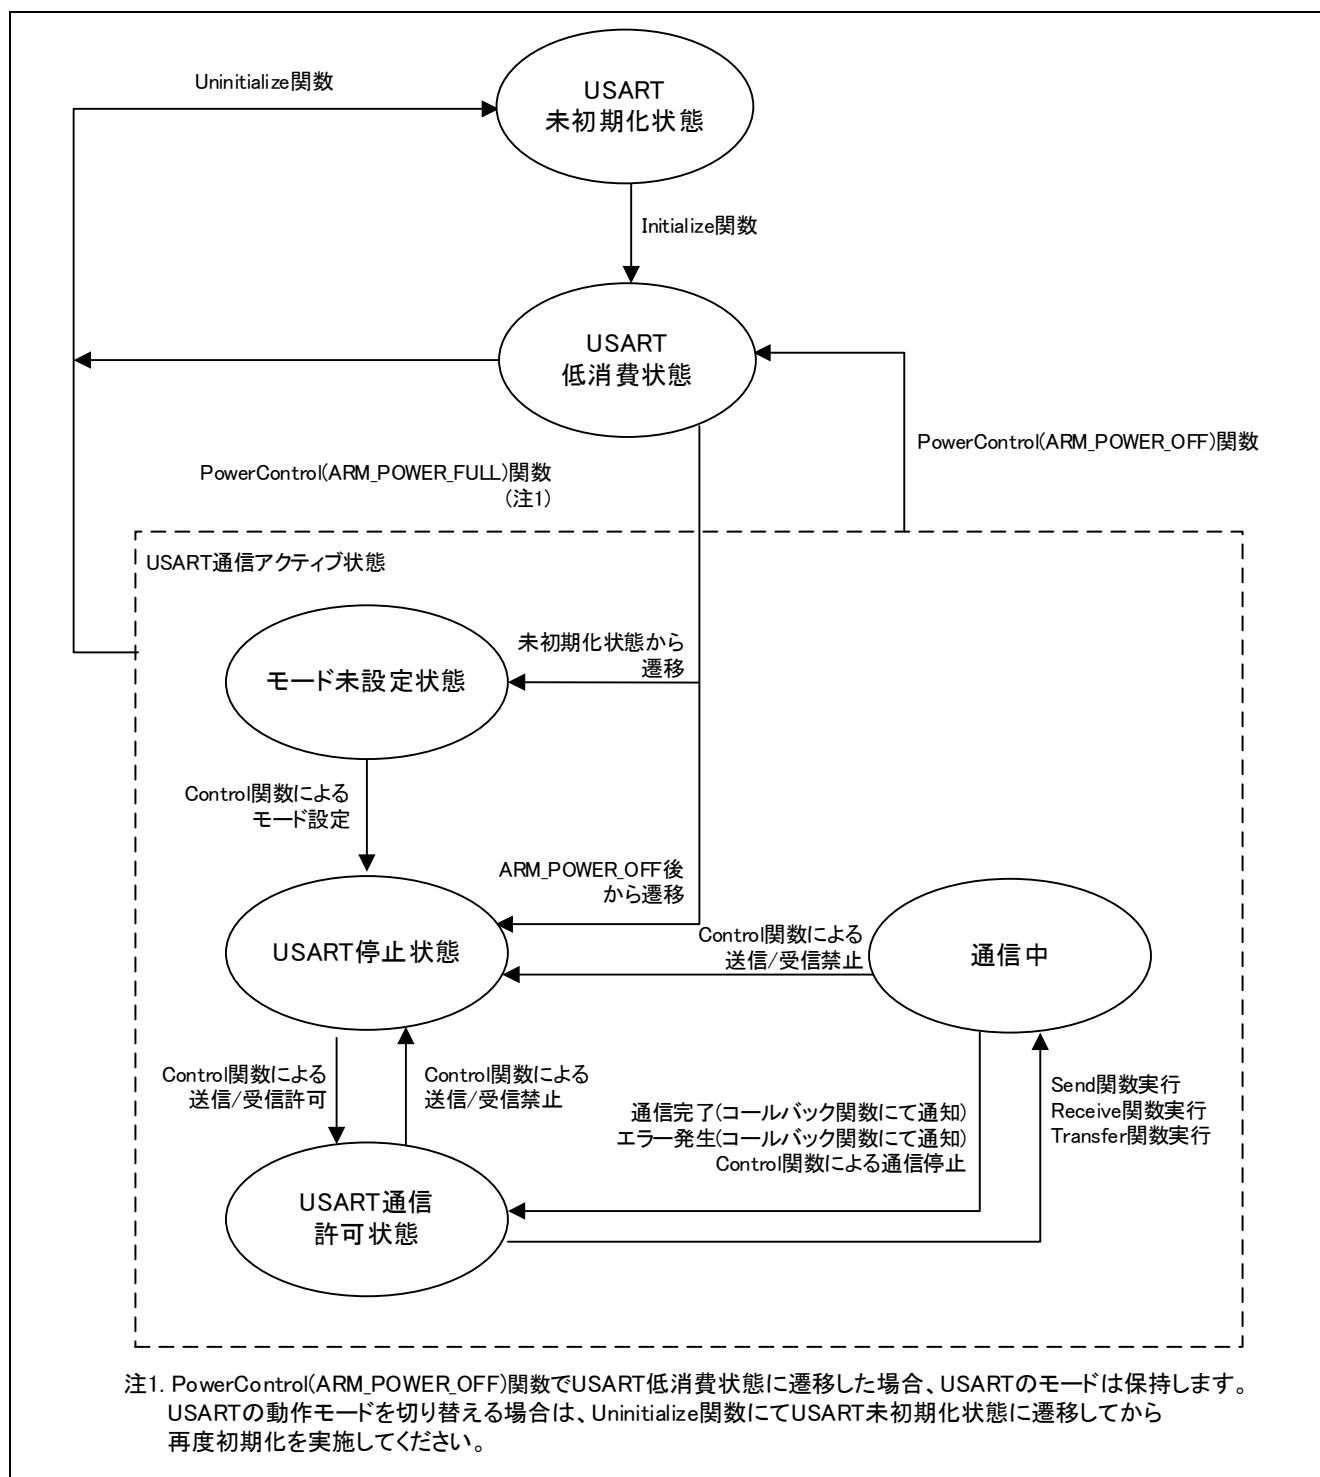 Uninitialize関数
USART
未初期化状態
Initialize関数
USART
低消費状態
PowerControl(ARM_POWER_OFF)関数
PowerControl(ARM_POWER_FULL)関数
(注1)
USART通信アクティブ状態
未初期化状態から
遷移
モード未設定状態
Control関数による
モード設定
ARM_POWER_OFF後
から遷移
USART停止状態
Control関数による
送信/受信禁止
通信中
Control関数による
送信/受信許可
Control関数による
送信/受信禁止
通信完了(コールバック関数にて通知)
エラー発生(コールバック関数にて通知)
Control関数による通信停止
Send関数実行
Receive関数実行
Transfer関数実行
USART通信
許可状態
注1. PowerControl(ARM_POWER_OFF)関数でUSART低消費状態に遷移した場合、USARTのモードは保持します。
USARTの動作モードを切り替える場合は、Uninitialize関数にてUSART未初期化状態に遷移してから
再度初期化を実施してください。